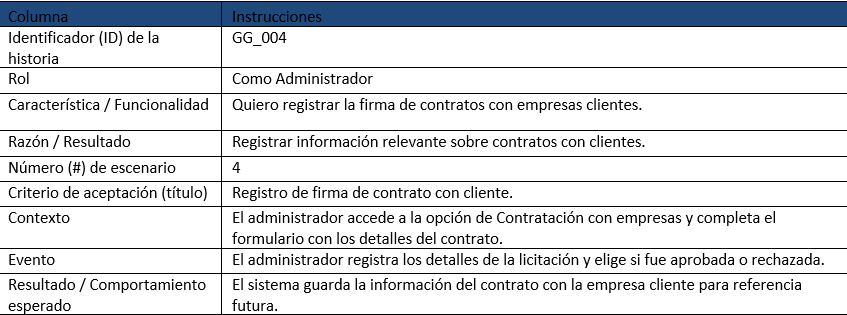 Columna Instrucciones
Identificador (ID) de la GG_004
historia
Rol Como Administrador
Característica / Funcionalidad Quiero registrar la firma de contratos con empresas clientes.
Razón / Resultado Registrar información relevante sobre contratos con clientes.
Número (#) de escenario 4
Criterio de aceptación (título) Registro de firma de contrato con cliente.
Contexto El administrador accede a la opción de Contratación con empresas y completa el
formulario con los detalles del contrato.
Evento El administrador registra los detalles de la licitación y elige si fue aprobada o rechazada.
Resultado / Comportamiento El sistema guarda la información del contrato con la empresa cliente para referencia
esperado futura.